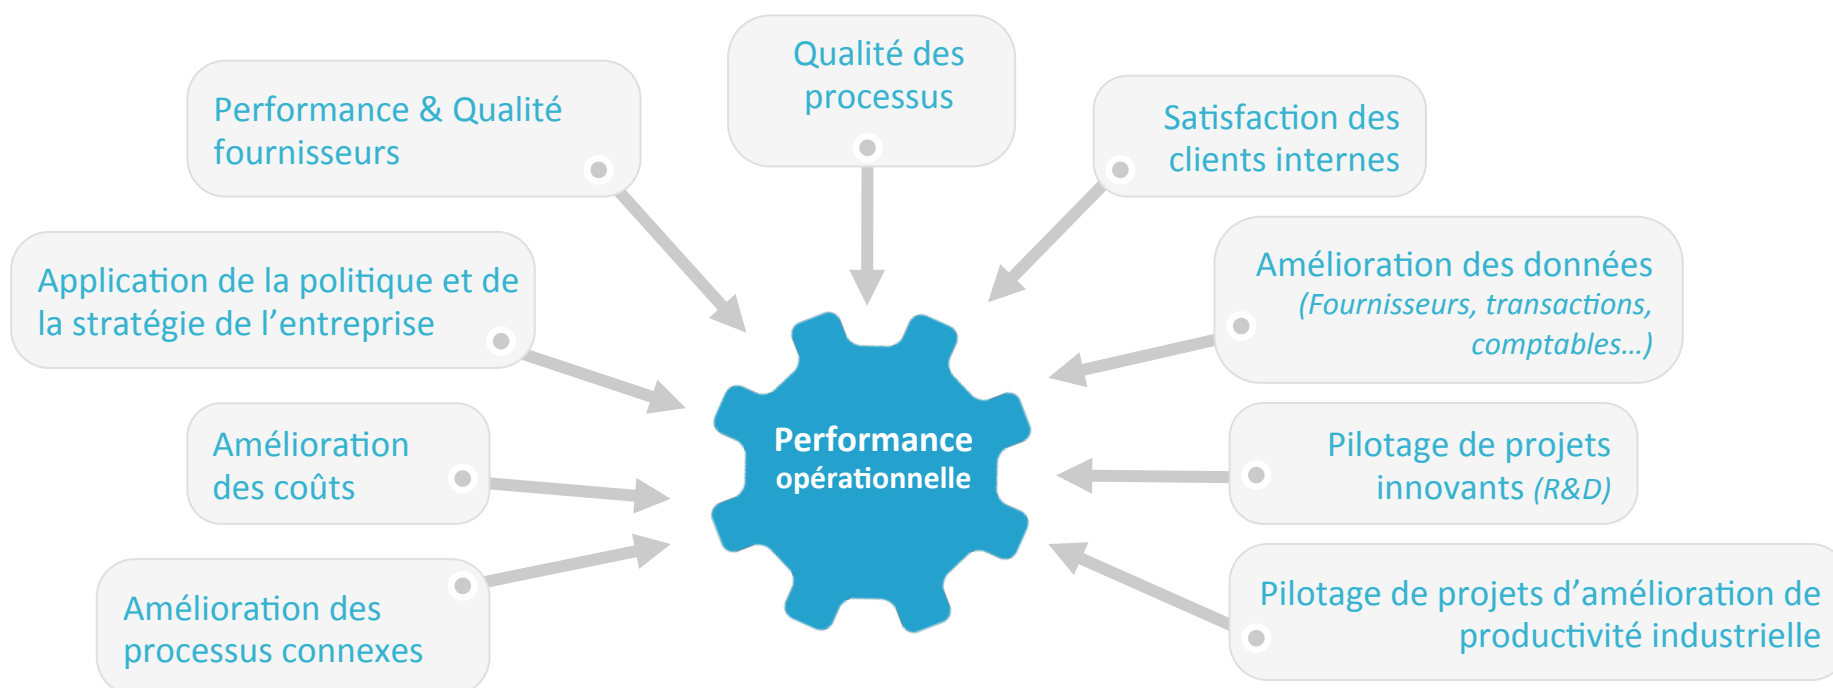 Qualité des
processus
Performance & Qualité
fournisseurs
Satisfaction des
clients internes
Application de la politique et de
la stratégie de l’entreprise
Amélioration des données
(Fournisseurs, transactions,
comptables…)
Amélioration
des coûts
Performance
opérationnelle
Pilotage de projets
innovants (R&D)
Amélioration des
processus connexes
Pilotage de projets d’amélioration de
productivité industrielle